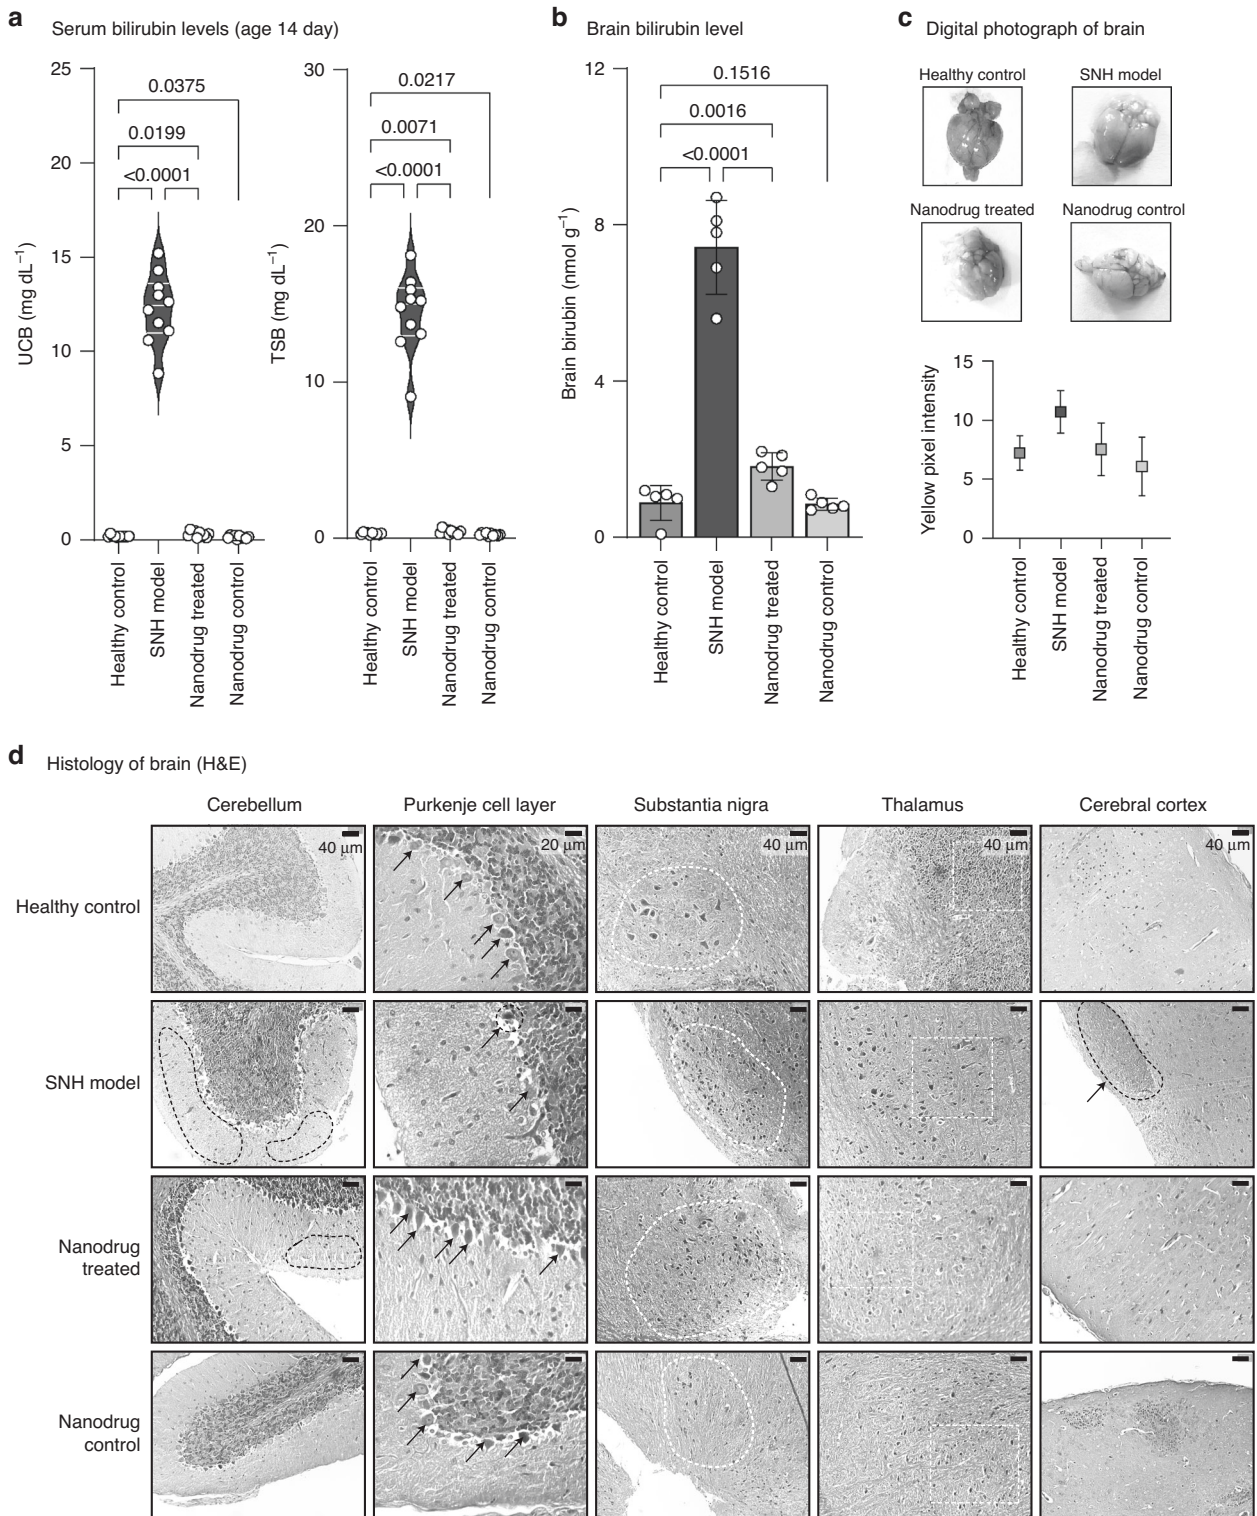 a Serum bilirubin levels (age 14 day)
25
20
15
10
5
0
UCB (mg dL⁻¹)
0.0375
0.0199
<0.0001
Healthy control
SNH model
Nanodrug treated
Nanodrug control
30
20
10
0
TSB (mg dL⁻¹)
0.0217
0.0071
<0.0001
Healthy control
SNH model
Nanodrug treated
Nanodrug control
b Brain bilirubin level
12
8
4
0
Brain birubin (nmol g⁻¹)
0.1516
0.0016
<0.0001
Healthy control
SNH model
Nanodrug treated
Nanodrug control
c Digital photograph of brain
Healthy control
SNH model
Nanodrug treated
Nanodrug control
15
10
5
0
Yellow pixel intensity
Healthy control
SNH model
Nanodrug treated
Nanodrug control
d Histology of brain (H&E)
Cerebellum
Purkenje cell layer
Substantia nigra
Thalamus
Cerebral cortex
40 μm
20 μm
40 μm
40 μm
40 μm
Healthy control
SNH model
Nanodrug
treated
Nanodrug
control